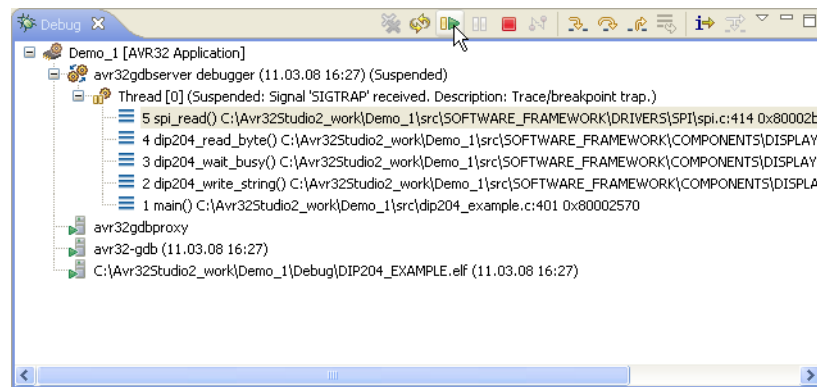 Debug
Demo_1 [AVR32 Application]
avr32gdbserver debugger (11.03.08 16:27) (Suspended)
Thread [0] (Suspended: Signal 'SIGTRAP' received. Description: Trace/breakpoint trap.)
5 spi_read() C:\Avr32Studio2_work\Demo_1\src\SOFTWARE_FRAMEWORK\DRIVERS\SPI\spi.c:414 0x80002b
4 dip204_read_byte() C:\Avr32Studio2_work\Demo_1\src\SOFTWARE_FRAMEWORK\COMPONENTS\DISPLAY
3 dip204_wait_busy() C:\Avr32Studio2_work\Demo_1\src\SOFTWARE_FRAMEWORK\COMPONENTS\DISPLAY
2 dip204_write_string() C:\Avr32Studio2_work\Demo_1\src\SOFTWARE_FRAMEWORK\COMPONENTS\DISPLA
1 main() C:\Avr32Studio2_work\Demo_1\src\dip204_example.c:401 0x80002570
avr32gdbproxy
avr32-gdb (11.03.08 16:27)
C:\Avr32Studio2_work\Demo_1\Debug\DIP204_EXAMPLE.elf (11.03.08 16:27)